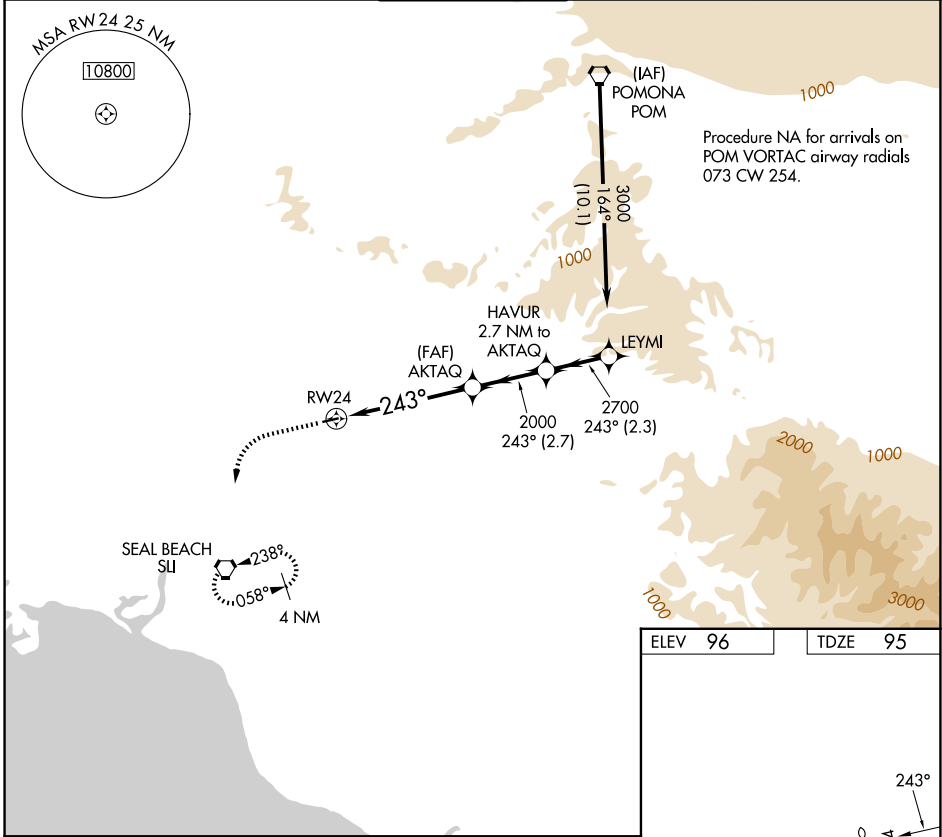 MSA RW24 25 NM
10800
(IAF)
POMONA
POM
1000
Procedure NA for arrivals on
POM VORTAC airway radials
073 CW 254.
3000
164°
(10.1)
1000
HAVUR
2.7 NM to
AKTAQ
LEYMI
(FAF)
AKTAQ
RW24
243°
2000
243° (2.7)
2700
243° (2.3)
2000
1000
SEAL BEACH
SLI
238°
058°
4 NM
1000
3000
ELEV 96
TDZE 95
243°